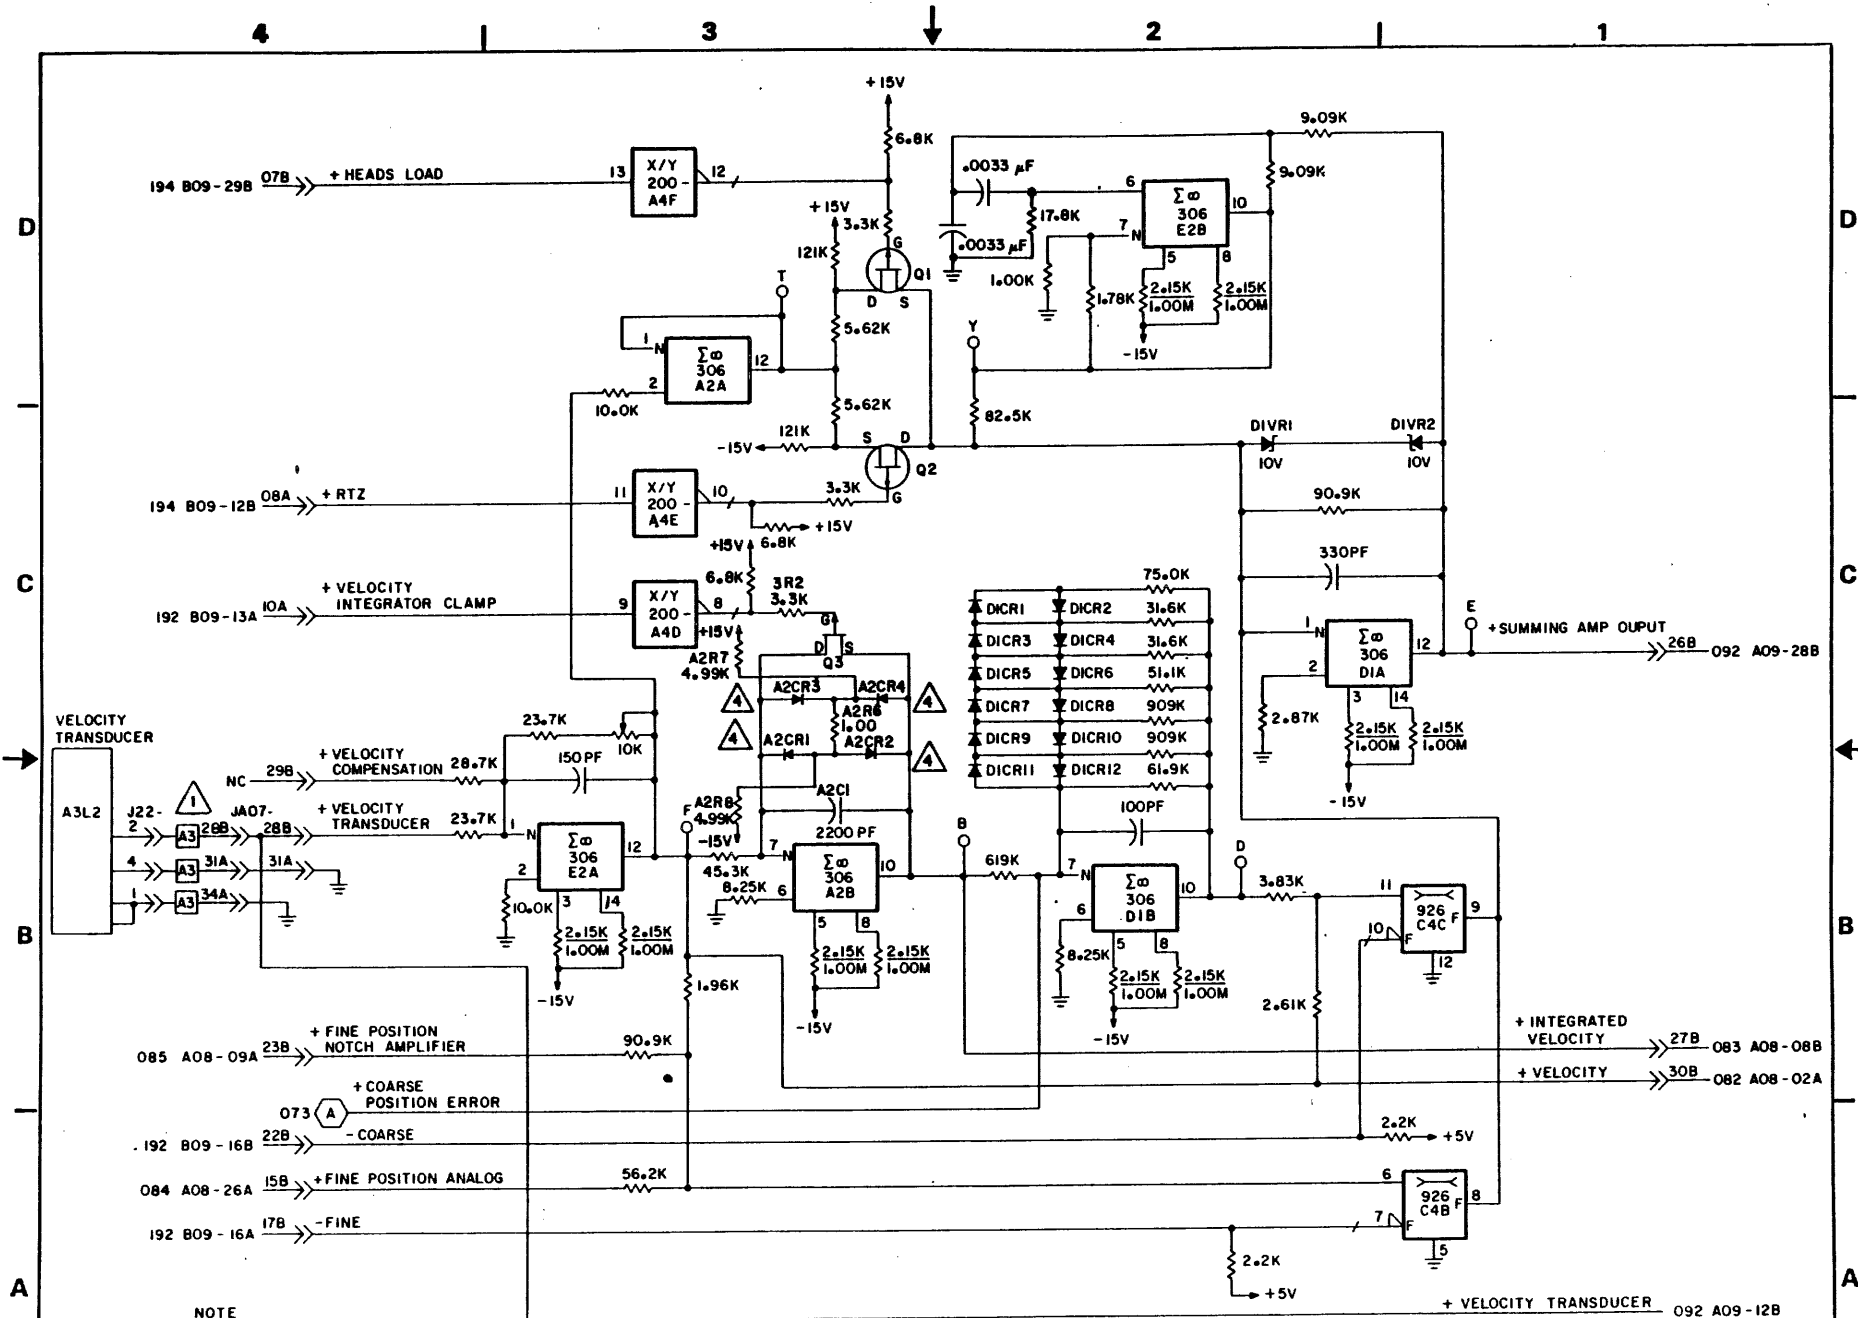 4 3 2 1
+15V
6.8K
9.09K
194 B09-29B 07B + HEADS LOAD
13 X/Y 12
200 -
A4F
.0033 µF
9.09K
6 Σ∞ 10
306
E2B
7 N
5 8
17.8K
.0033 µF
1.00K
1.78K
2.15K
1.00M
2.15K
1.00M
-15V
D D
+15V
3.3K
121K
G
Q1
D S
T
5.62K
Y
1 N Σ∞ 12
306
2 A2A
10.0K
5.62K
82.5K
121K
-15V
S D
Q2
G
DIVR1 DIVR2
10V 10V
194 B09-12B 08A + RTZ
11 X/Y 10
200 -
A4E
3.3K
+15V
6.8K
90.9K
330PF
C C
+15V
6.8K
3R2
3.3K
192 B09-13A 10A + VELOCITY
INTEGRATOR CLAMP
9 X/Y 8
200 -
A4D
+15V
A2R7
4.99K
G
D S
Q3
75.0K
DICR1 DICR2 31.6K
DICR3 DICR4 31.6K
DICR5 DICR6 51.1K
DICR7 DICR8 909K
DICR9 DICR10 909K
DICR11 DICR12 61.9K
E
1 N Σ∞ 12
306
2 D1A
3 14
+SUMMING AMP OUPUT 26B 092 A09-28B
2.87K
2.15K
1.00M
2.15K
1.00M
-15V
4 A2CR3 A2CR4 4
A2R6
1.00
4 A2CR1 A2CR2 4
VELOCITY
TRANSDUCER
23.7K
10K
NC 29B + VELOCITY
COMPENSATION 28.7K
150PF
A3L2
J22- 1 JA07- + VELOCITY
TRANSDUCER
2 A3 28B 28B 23.7K
4 A3 31A 31A
1 A3 34A
1 N Σ∞ 12
306
2 E2A
3 14
10.0K
2.15K
1.00M
2.15K
1.00M
-15V
F
A2R8
4.99K
-15V
A2C1
2200 PF
45.3K
8.25K
7 N Σ∞ 10
306
6 A2B
5 8
2.15K
1.00M
2.15K
1.00M
-15V
B
619K
100PF
7 N Σ∞ 10
306
6 D1B
5 8
8.25K
2.15K
1.00M
2.15K
1.00M
-15V
D
3.83K
2.61K
11 926 9
C4C F
10 F
12
B B
1.96K
085 A08-09A 23B + FINE POSITION
NOTCH AMPLIFIER 90.9K
+ INTEGRATED
VELOCITY 27B 083 A08-08B
+ VELOCITY 30B 082 A08-02A
073 A + COARSE
POSITION ERROR
192 B09-16B 22B - COARSE 2.2K +5V
084 A08-26A 15B +FINE POSITION ANALOG 56.2K
6 926 8
C4B F
7 F
5
192 B09-16A 17B -FINE
2.2K
+5V
A A
NOTE
+ VELOCITY TRANSDUCER 092 A09-12B